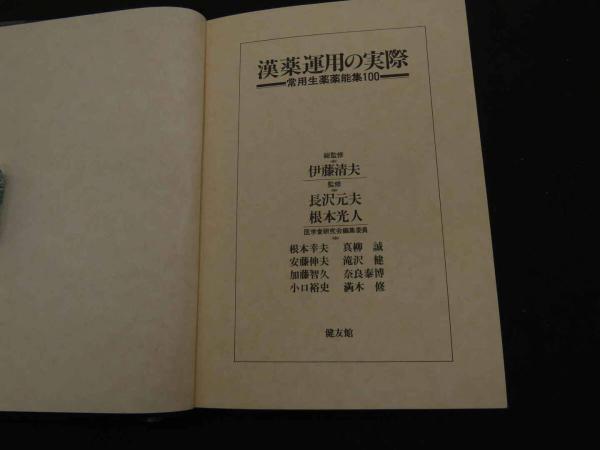 漢薬運用の実際
常用生薬薬能集100
総監修
伊藤清夫
監修
長沢元夫
根本光人
医学会研究会編集委員
根本幸夫 真柳 誠
安藤伸夫 滝沢 健
加藤智久 奈良泰博
小口裕史 満木 修
健友館